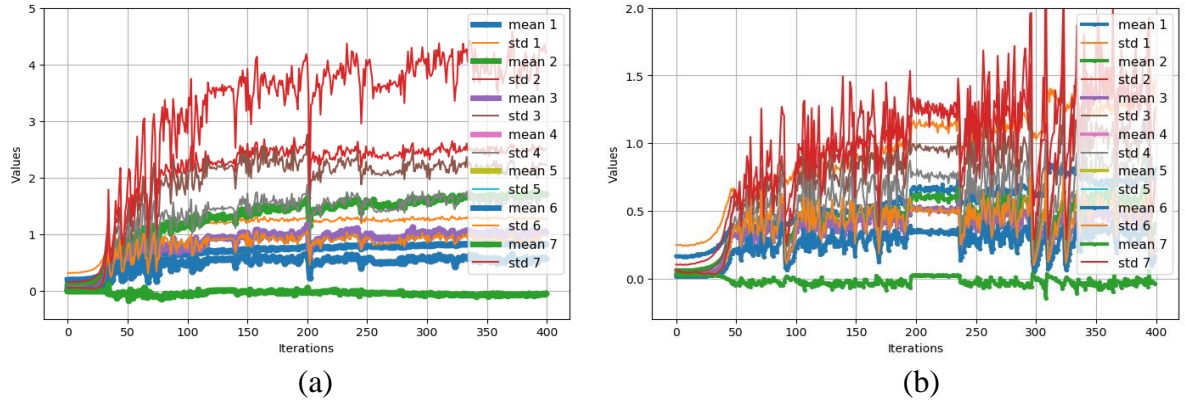 5
4
3
2
1
0
Values
0 50 100 150 200 250 300 350 400
Iterations
mean 1
std 1
mean 2
std 2
mean 3
std 3
mean 4
std 4
mean 5
std 5
mean 6
std 6
mean 7
std 7
(a)
2.0
1.5
1.0
0.5
0.0
Values
0 50 100 150 200 250 300 350 400
Iterations
mean 1
std 1
mean 2
std 2
mean 3
std 3
mean 4
std 4
mean 5
std 5
mean 6
std 6
mean 7
std 7
(b)